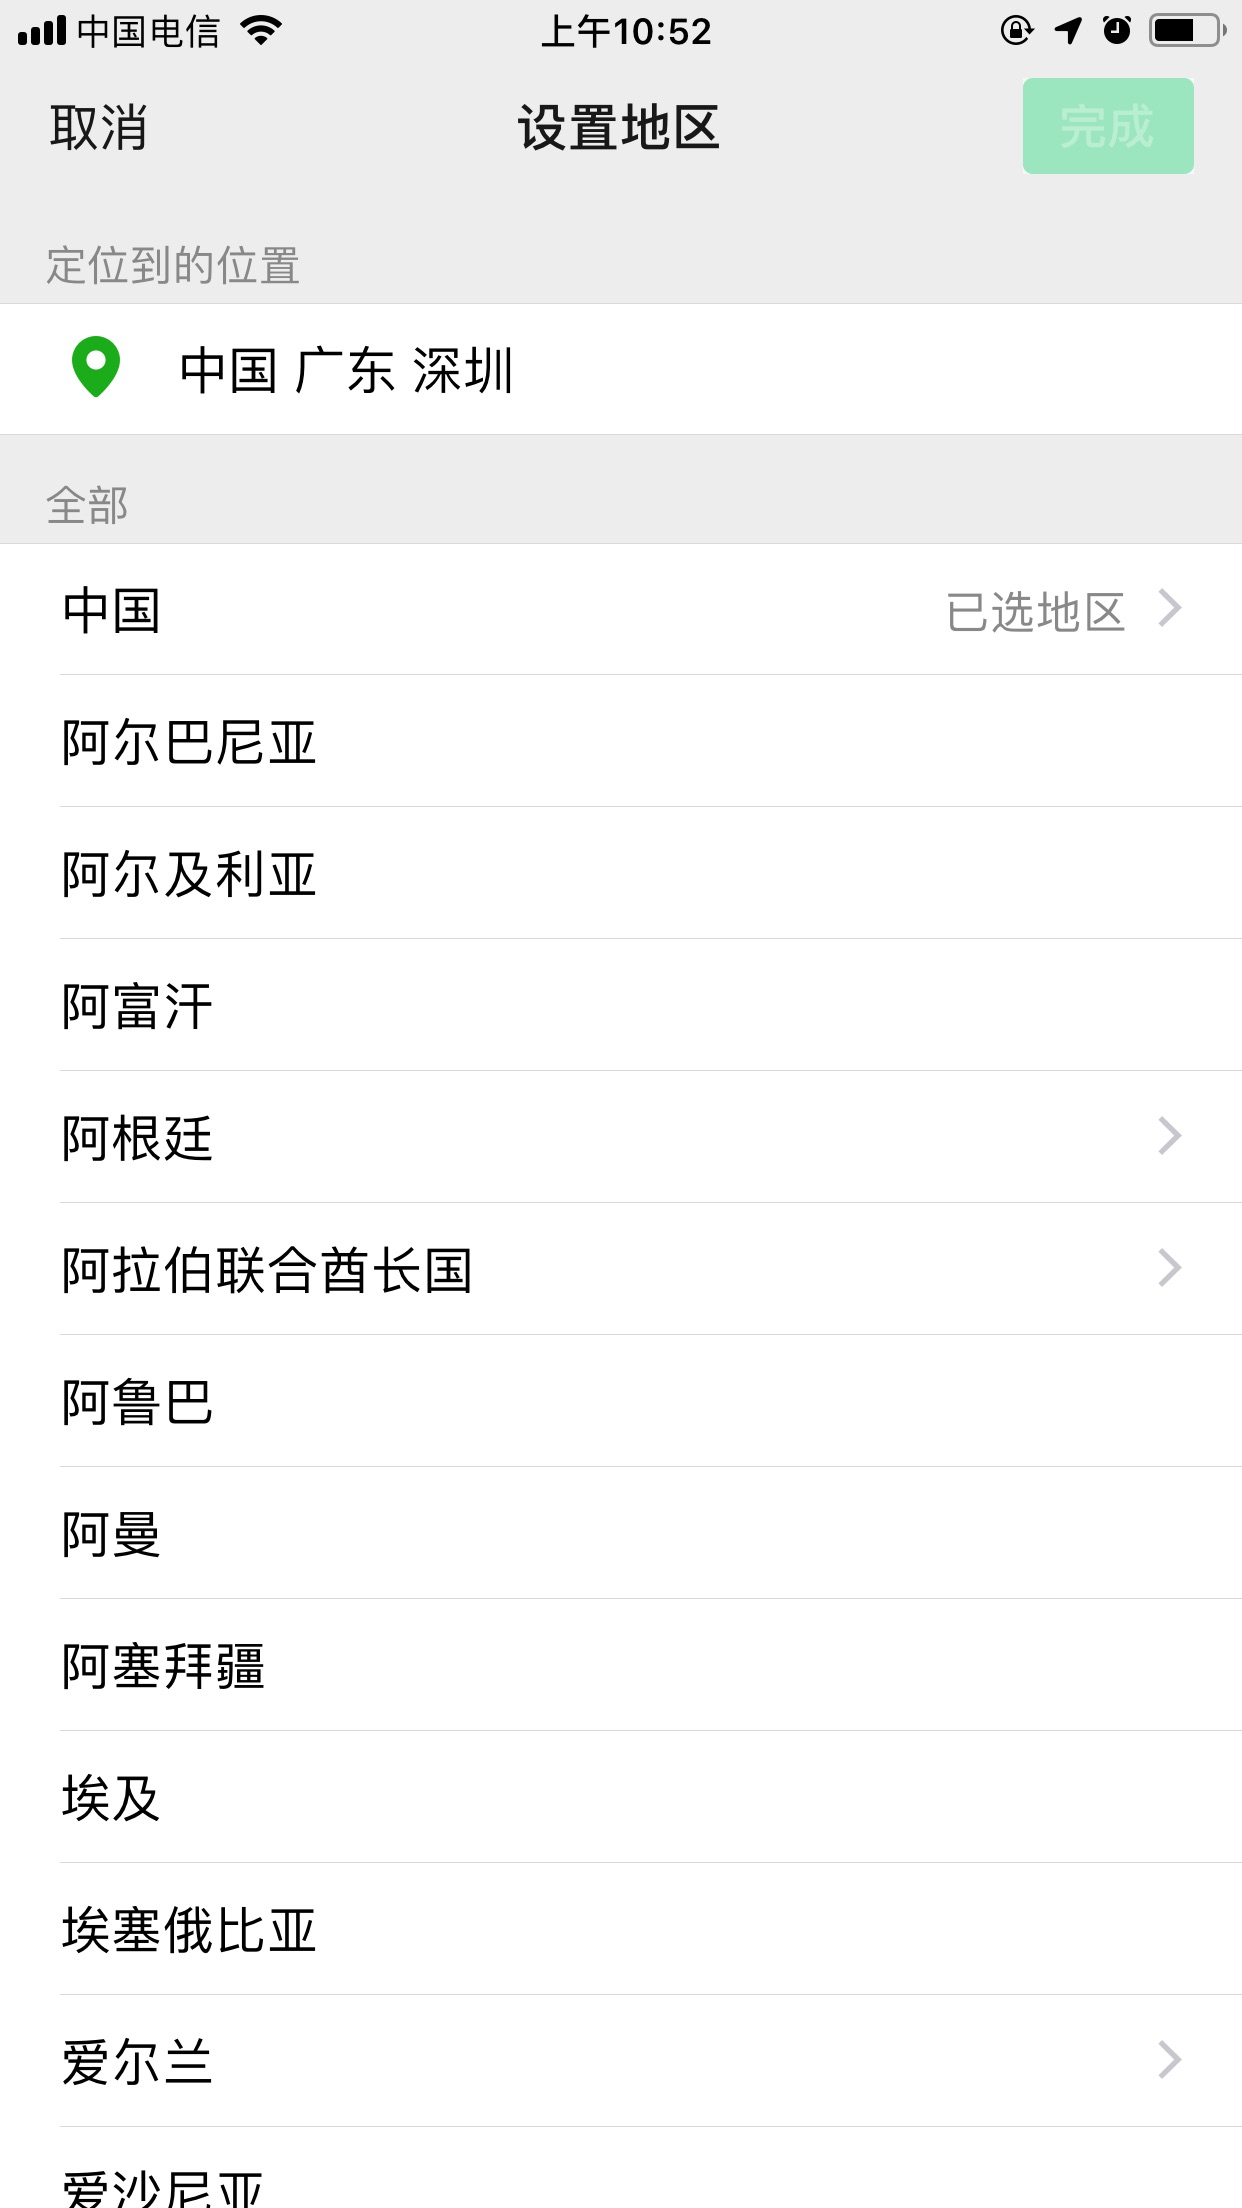 中国电信 上午10:52
取消 设置地区 完成
定位到的位置
中国 广东 深圳
全部
中国 已选地区
阿尔巴尼亚
阿尔及利亚
阿富汗
阿根廷
阿拉伯联合酋长国
阿鲁巴
阿曼
阿塞拜疆
埃及
埃塞俄比亚
爱尔兰
爱沙尼亚